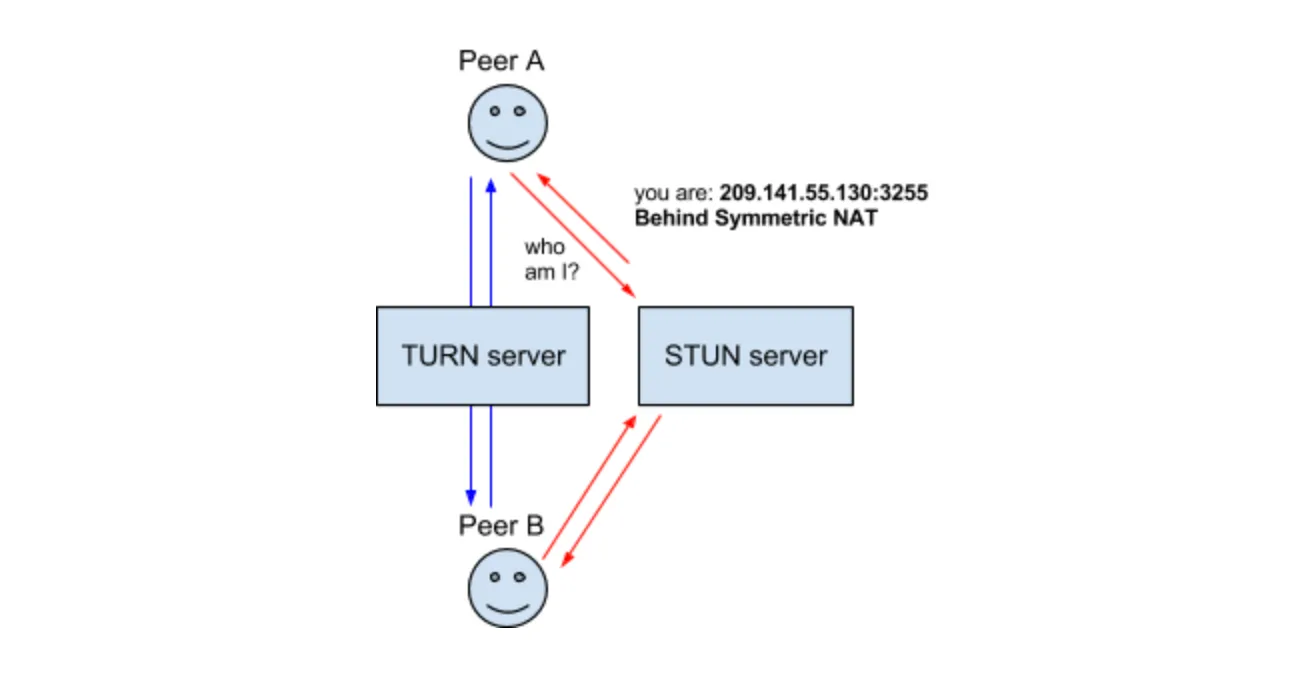 Peer A
you are: 209.141.55.130:3255
Behind Symmetric NAT
who
am I?
TURN server
STUN server
Peer B